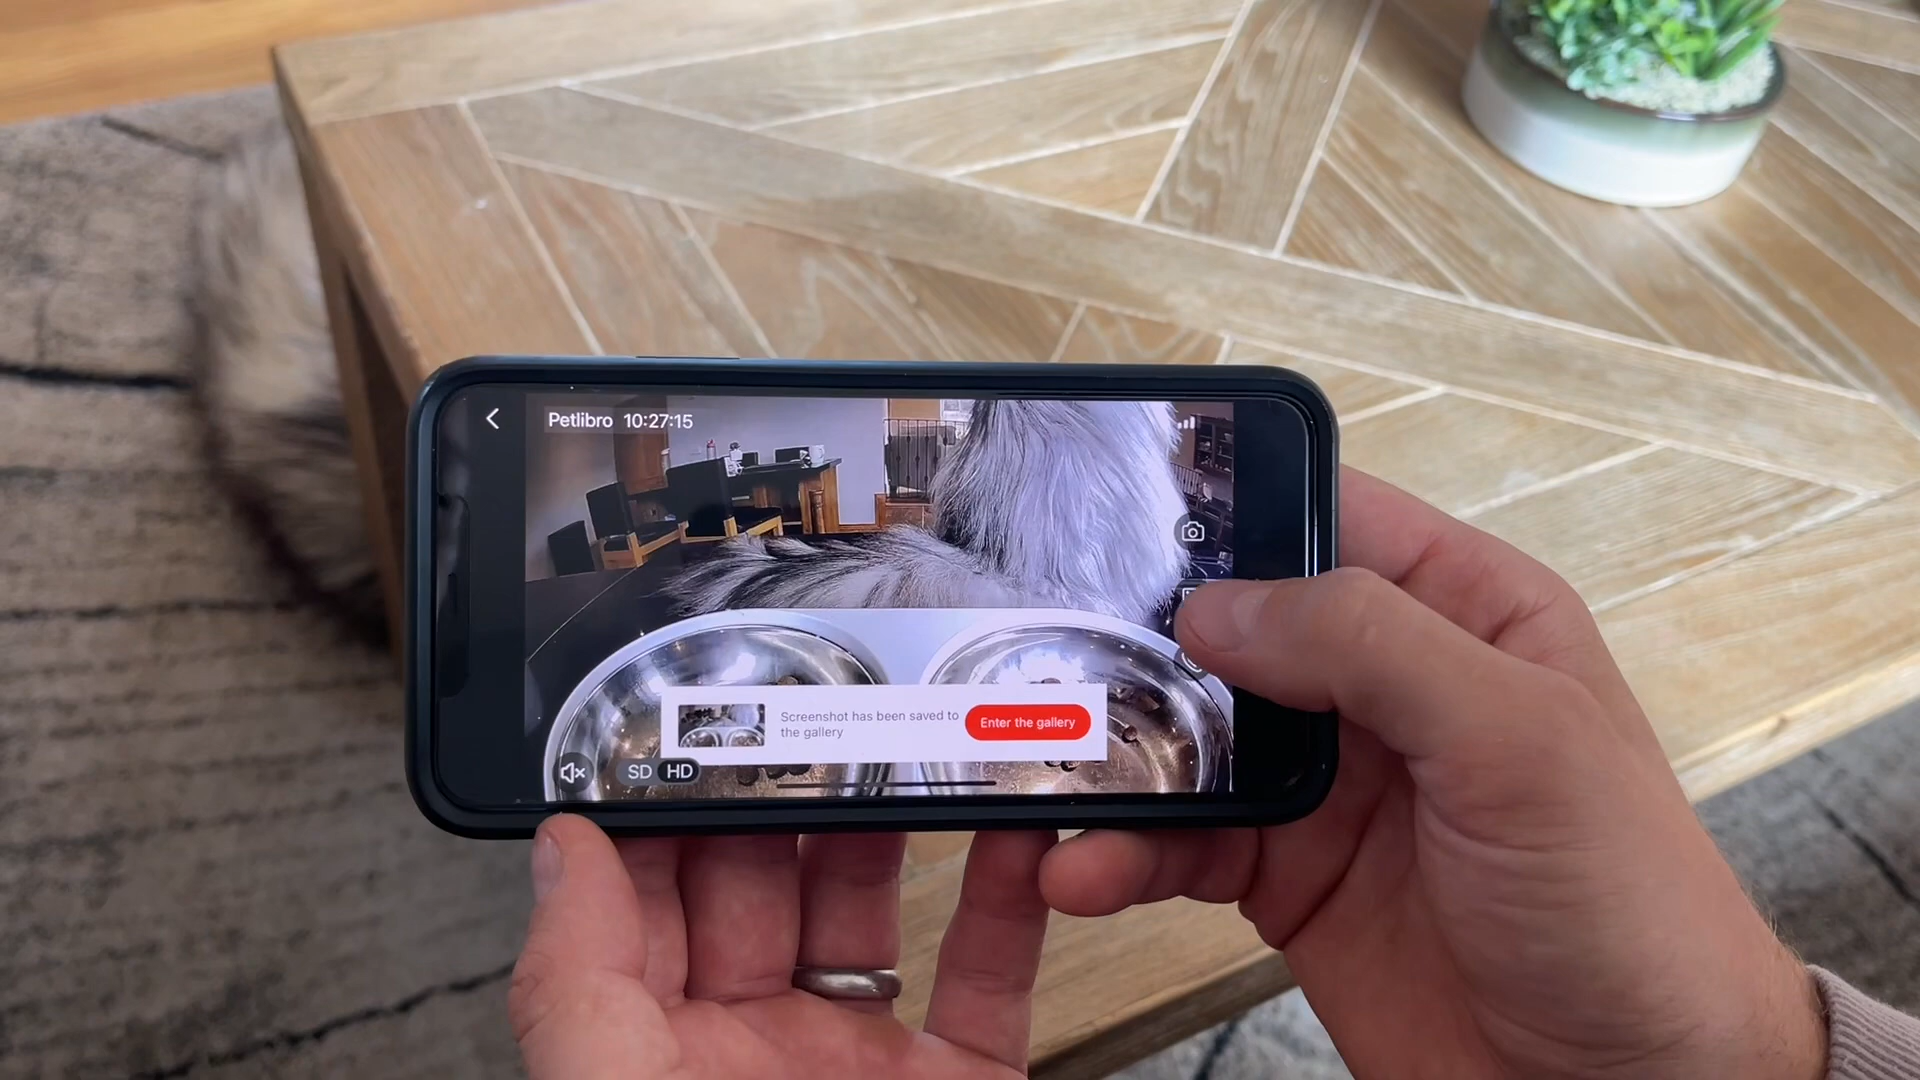 Petlibro 10:27:15
Screenshot has been saved to
the gallery
Enter the gallery
SD HD